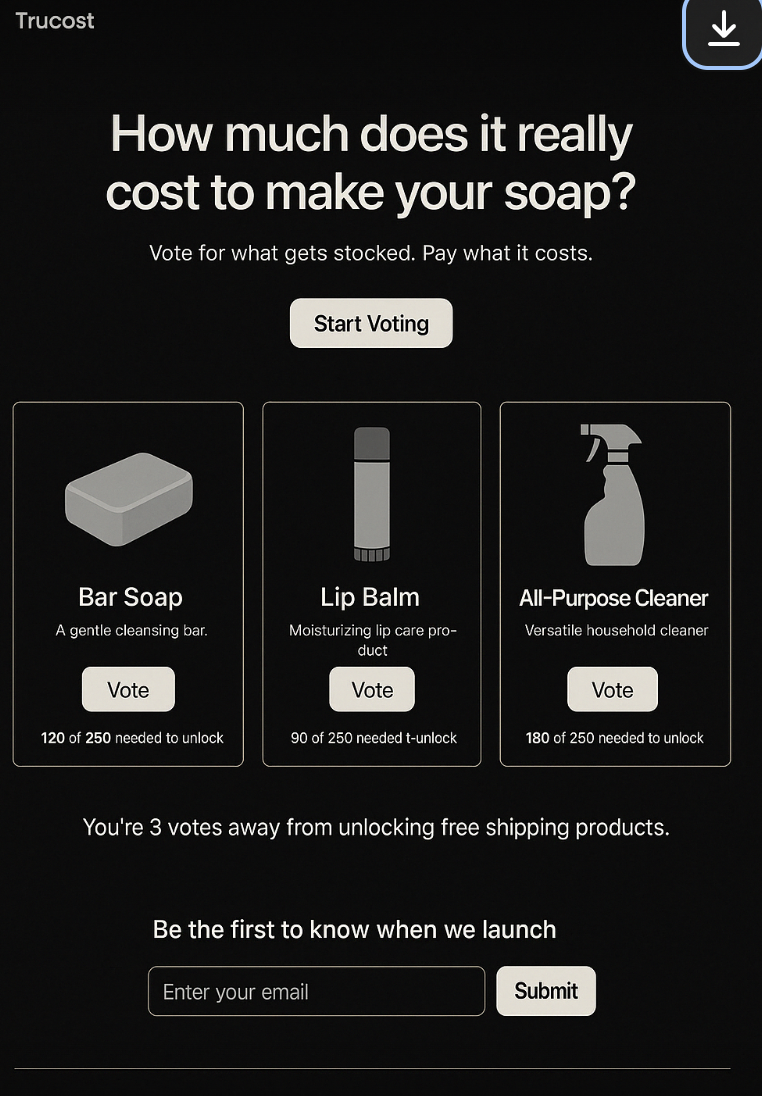 Trucost
How much does it really
cost to make your soap?
Vote for what gets stocked. Pay what it costs.
Start Voting
Bar Soap
A gentle cleansing bar.
Vote
120 of 250 needed to unlock
Lip Balm
Moisturizing lip care pro-
duct
Vote
90 of 250 needed t-unlock
All-Purpose Cleaner
Versatile household cleaner
Vote
180 of 250 needed to unlock
You're 3 votes away from unlocking free shipping products.
Be the first to know when we launch
Enter your email
Submit